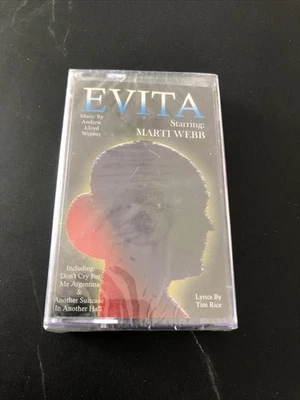 EVITA
Music By
Andrew
Lloyd
Webber
Starring:
MARTI WEBB
Including:
Don't Cry For
Me Argentina
&
Another Suitcase
In Another Hall
Lyrics By
Tim Rice